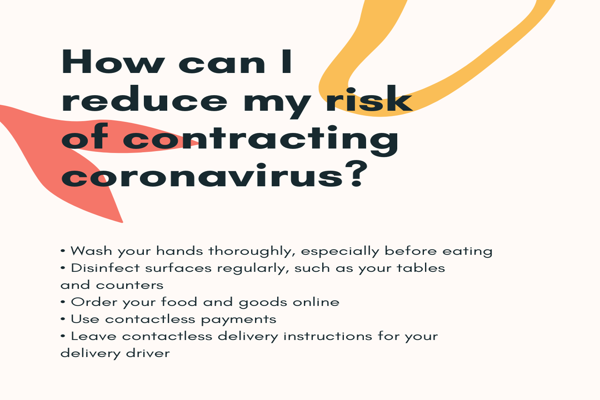 How can I
reduce my risk
of contracting
coronavirus?
• Wash your hands thoroughly, especially before eating
• Disinfect surfaces regularly, such as your tables
and counters
• Order your food and goods online
• Use contactless payments
• Leave contactless delivery instructions for your
delivery driver